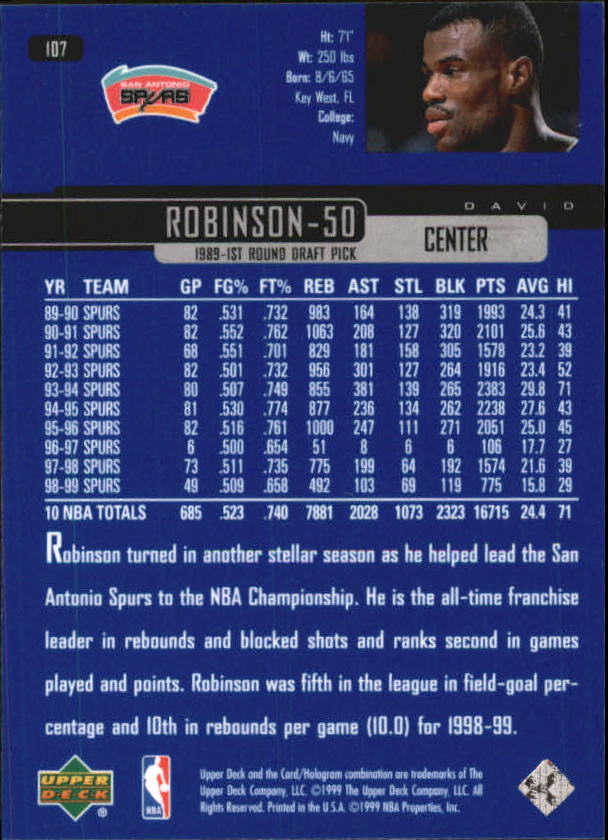 107
SAN ANTONIO
SPURS
Ht: 7'1"
Wt: 250 lbs
Born: 8/6/65
Key West, FL
College:
Navy
DAVID
ROBINSON-50
CENTER
1989-1ST ROUND DRAFT PICK
YR TEAM GP FG% FT% REB AST STL BLK PTS AVG HI
89-90 SPURS 82 .531 .732 983 164 138 319 1993 24.3 41
90-91 SPURS 82 .552 .762 1063 208 127 320 2101 25.6 43
91-92 SPURS 68 .551 .701 829 181 158 305 1578 23.2 39
92-93 SPURS 82 .501 .732 956 301 127 264 1916 23.4 52
93-94 SPURS 80 .507 .749 855 381 139 265 2383 29.8 71
94-95 SPURS 81 .530 .774 877 236 134 262 2238 27.6 43
95-96 SPURS 82 .516 .761 1000 247 111 271 2051 25.0 45
96-97 SPURS 6 .500 .654 51 8 6 6 106 17.7 27
97-98 SPURS 73 .511 .735 775 199 64 192 1574 21.6 39
98-99 SPURS 49 .509 .658 492 103 69 119 775 15.8 29
10 NBA TOTALS 685 .523 .740 7881 2028 1073 2323 16715 24.4 71
Robinson turned in another stellar season as he helped lead the San
Antonio Spurs to the NBA Championship. He is the all-time franchise
leader in rebounds and blocked shots and ranks second in games
played and points. Robinson was fifth in the league in field-goal per-
centage and 10th in rebounds per game (10.0) for 1998-99.
UPPER
DECK
®
NBA
Upper Deck and the Card/Hologram combination are trademarks of The
Upper Deck Company, LLC ©1999 The Upper Deck Company, LLC. All
Rights Reserved. Printed in the U.S.A. ©1999 NBA Properties, Inc.